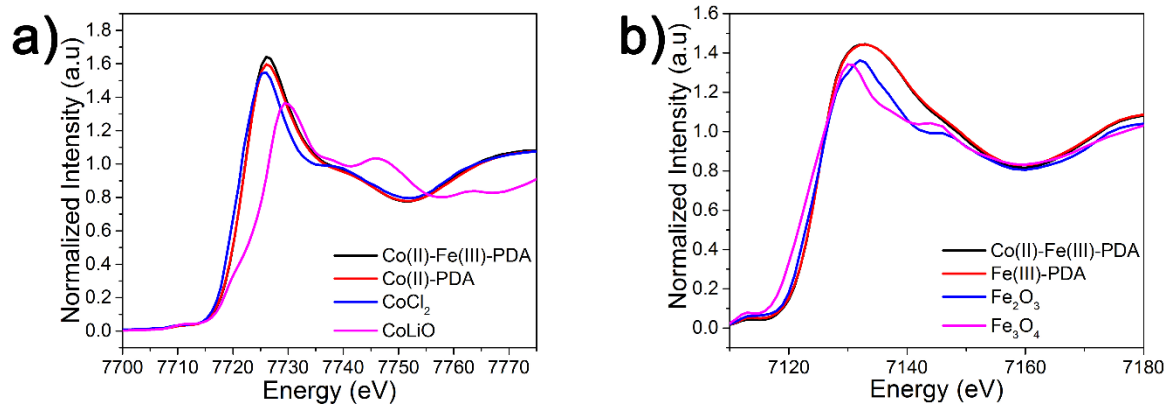 a)
Normalized Intensity (a.u)
1.8
1.6
1.4
1.2
1.0
0.8
0.6
0.4
0.2
0.0
Co(II)-Fe(III)-PDA
Co(II)-PDA
CoCl₂
CoLiO
7700 7710 7720 7730 7740 7750 7760 7770
Energy (eV)
b)
Normalized Intensity (a.u)
1.6
1.4
1.2
1.0
0.8
0.6
0.4
0.2
0.0
Co(II)-Fe(III)-PDA
Fe(III)-PDA
Fe₂O₃
Fe₃O₄
7120 7140 7160 7180
Energy (eV)